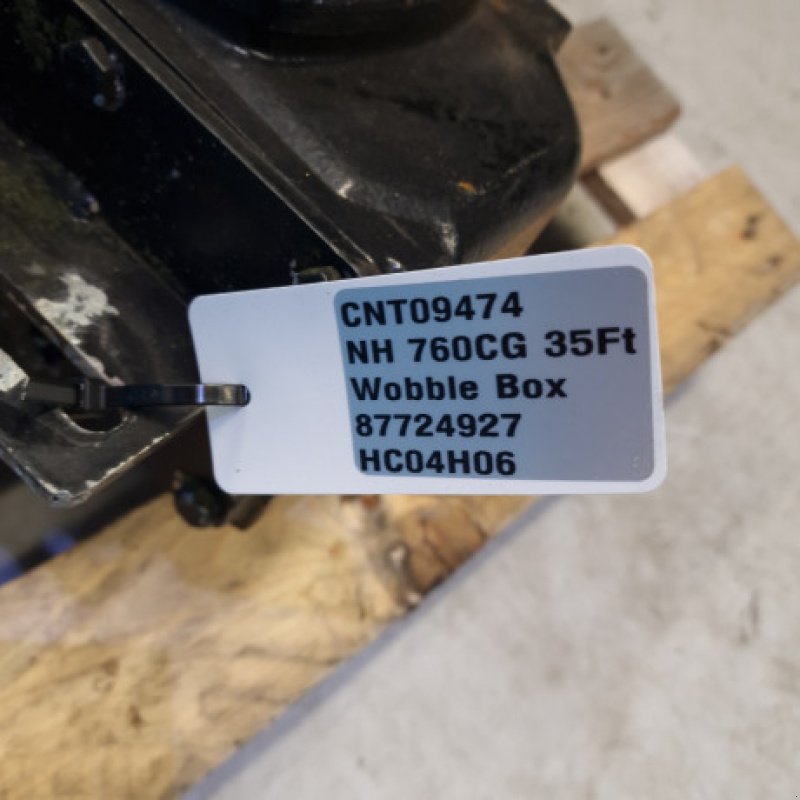 CNT09474
NH 760CG 35Ft
Wobble Box
87724927
HC04H06